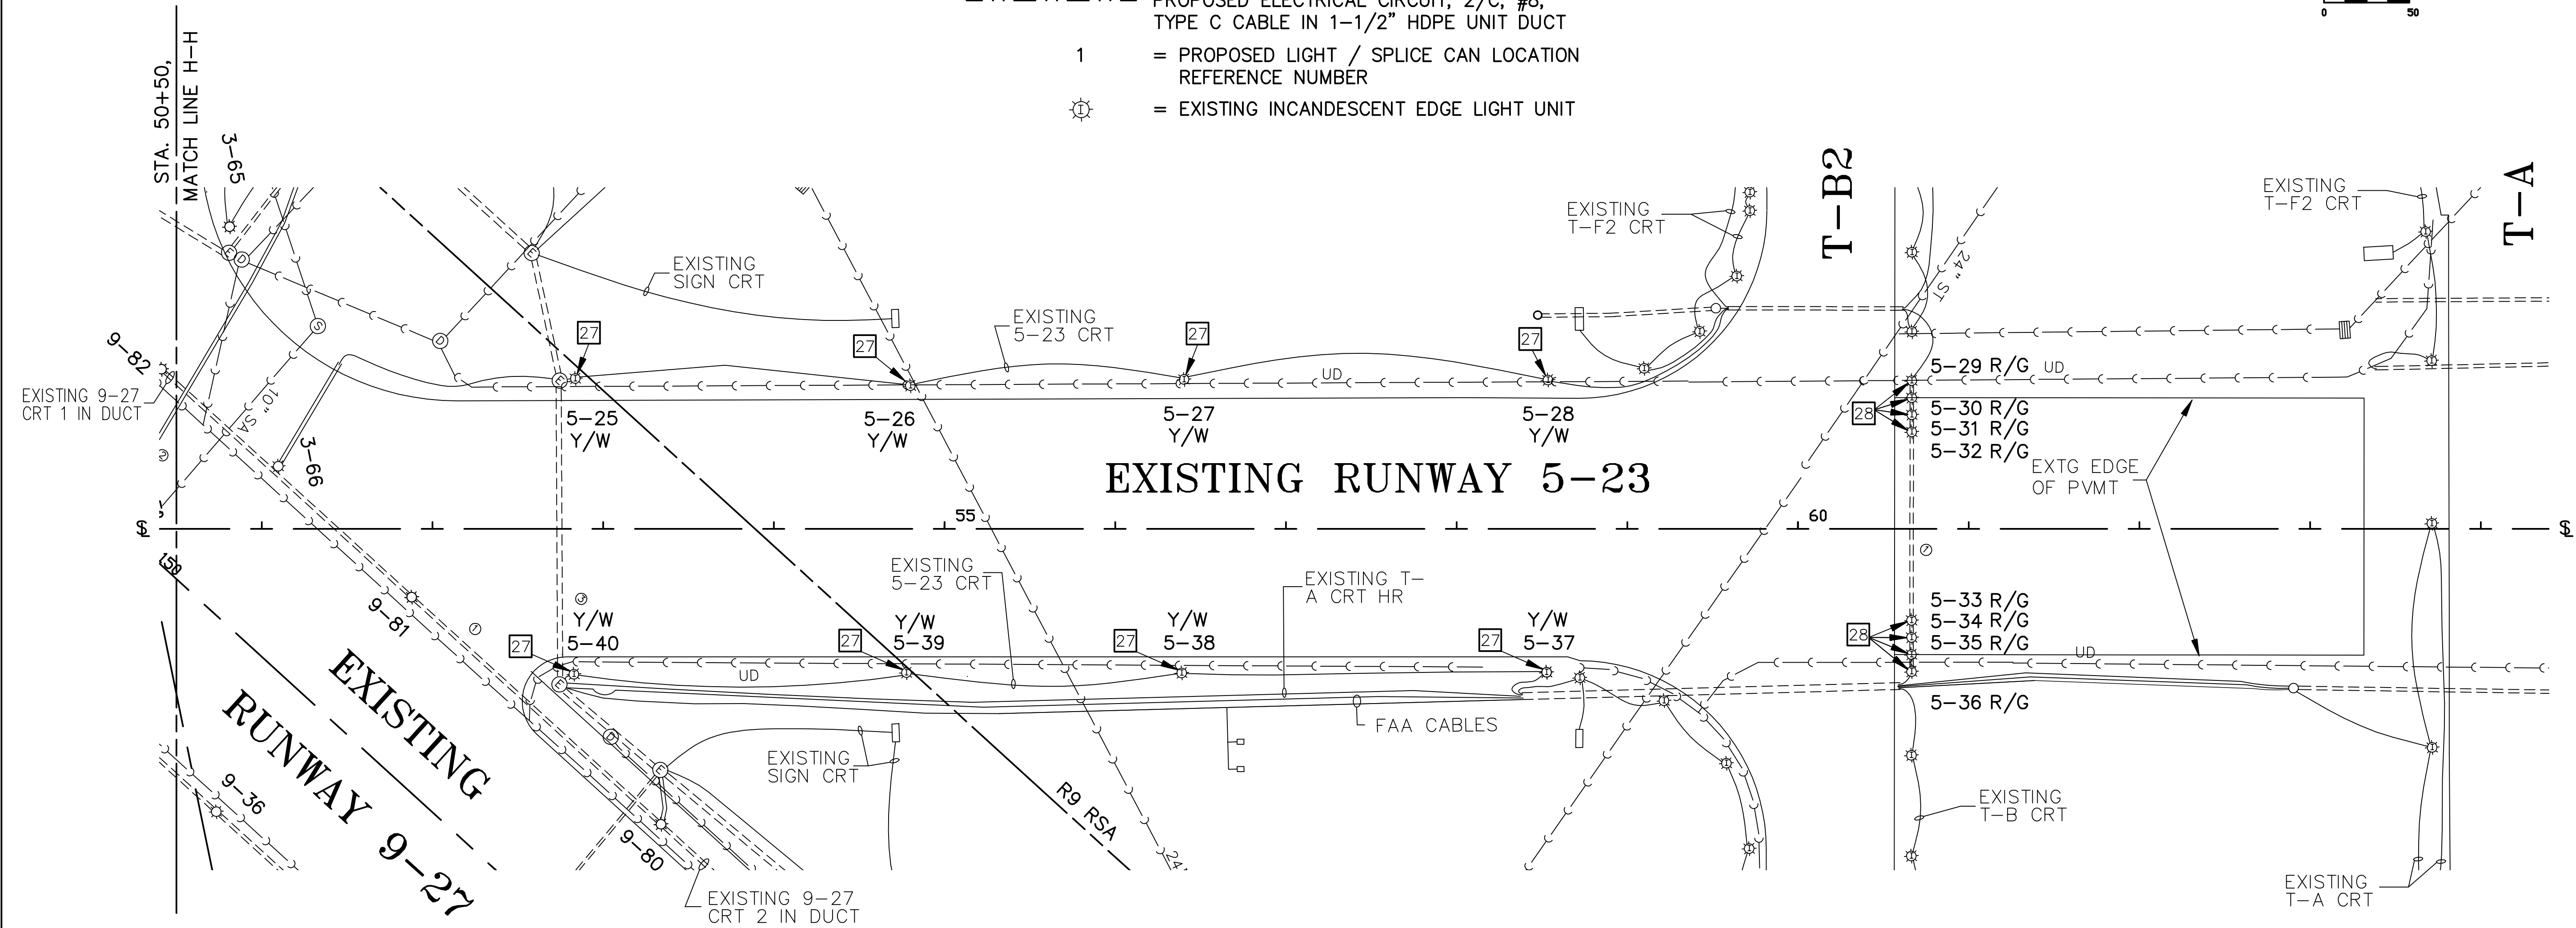 PROPOSED ELECTRICAL CIRCUIT, 2/C, #8,
TYPE C CABLE IN 1-1/2" HDPE UNIT DUCT
1 = PROPOSED LIGHT / SPLICE CAN LOCATION
REFERENCE NUMBER
I = EXISTING INCANDESCENT EDGE LIGHT UNIT
0 50
STA. 50+50,
MATCH LINE H-H
3-65
T-B2
T-A
EXISTING
T-F2 CRT
EXISTING
T-F2 CRT
EXISTING
SIGN CRT
EXISTING
5-23 CRT
24" ST
9-82
EXISTING 9-27
CRT 1 IN DUCT
10" SA
3-66
27
27
27
27
UD
UD
5-25
Y/W
5-26
Y/W
5-27
Y/W
5-28
Y/W
28
5-29 R/G
5-30 R/G
5-31 R/G
5-32 R/G
EXTG EDGE
OF PVMT
EXISTING RUNWAY 5-23
55
60
150
EXISTING
5-23 CRT
EXISTING T-
A CRT HR
Y/W
5-40
Y/W
5-39
Y/W
5-38
Y/W
5-37
27
27
27
27
28
5-33 R/G
5-34 R/G
5-35 R/G
5-36 R/G
UD
UD
9-81
EXISTING
RUNWAY 9-27
9-36
9-80
FAA CABLES
EXISTING
SIGN CRT
R9 RSA
24"
EXISTING
T-B CRT
EXISTING
T-A CRT
EXISTING 9-27
CRT 2 IN DUCT